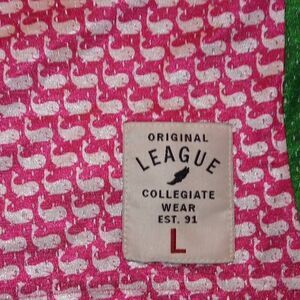 ORIGINAL
LEAGUE
COLLEGIATE
WEAR
EST. 91
L